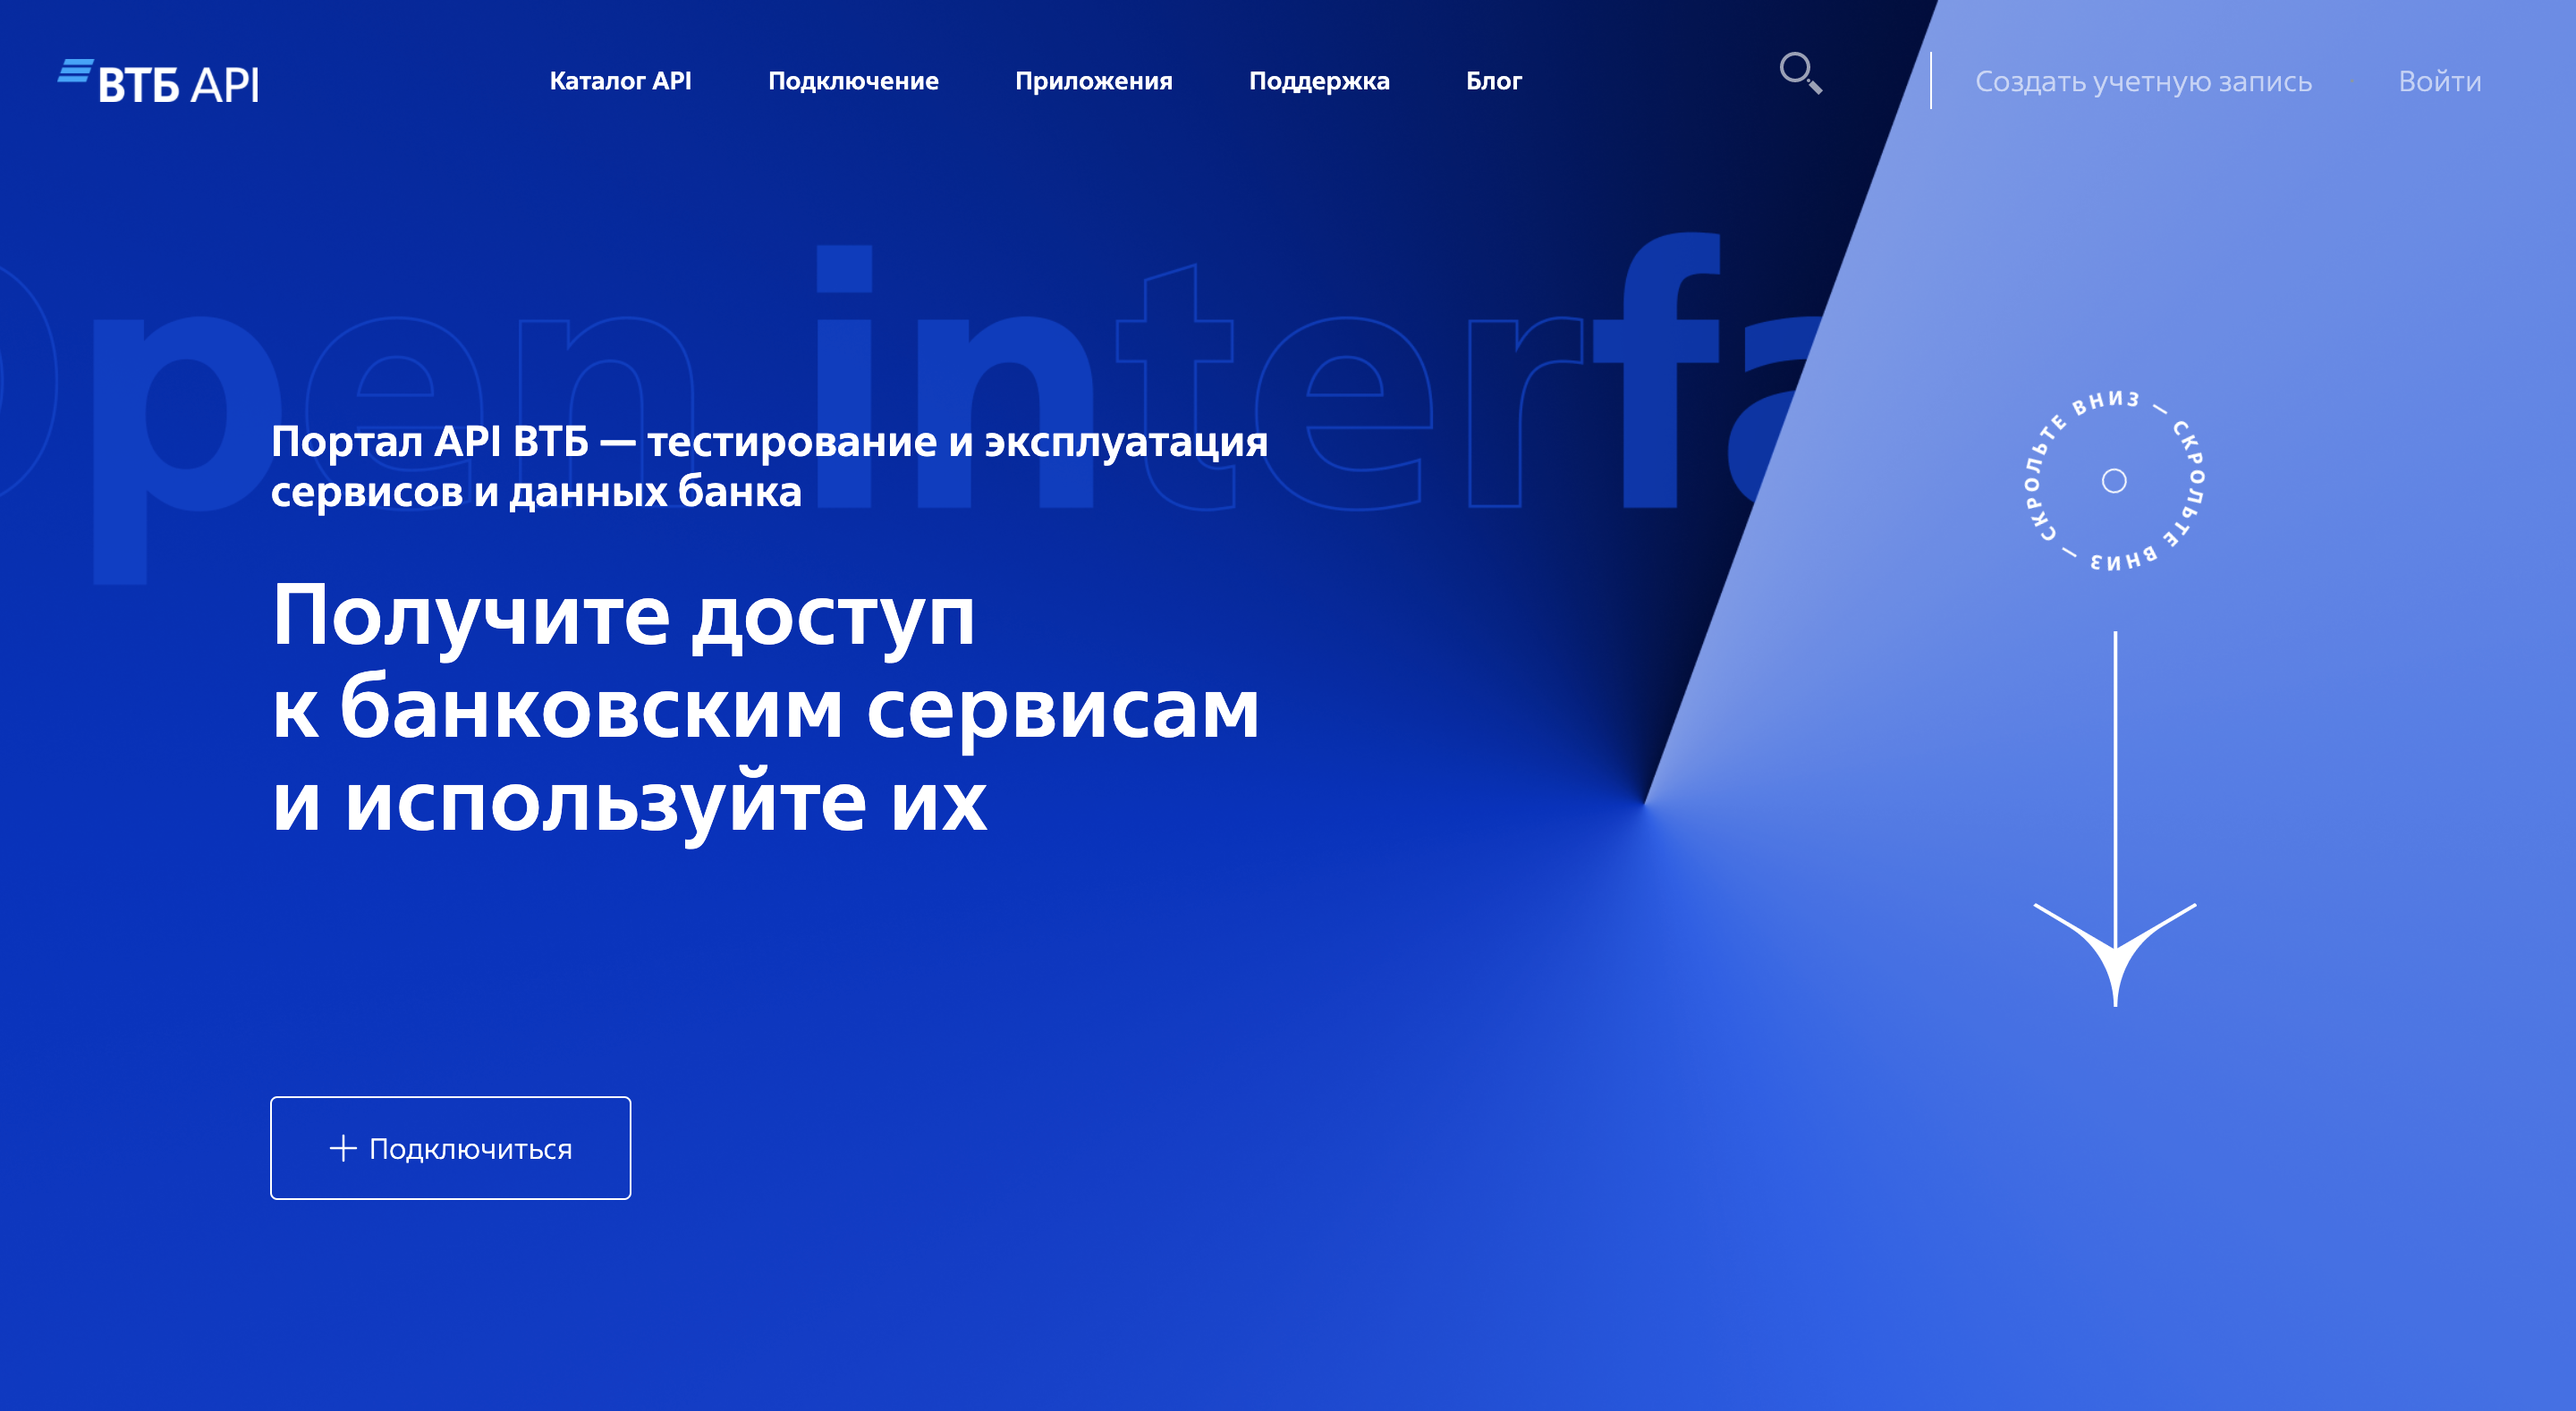 ВТБ API
Каталог API
Подключение
Приложения
Поддержка
Блог
Создать учетную запись
Войти
Open interfa
Портал API ВТБ — тестирование и эксплуатация
сервисов и данных банка
Получите доступ
к банковским сервисам
и используйте их
СКРОЛЬТЕ ВНИЗ — СКРОЛЬТЕ ВНИЗ —
Подключиться